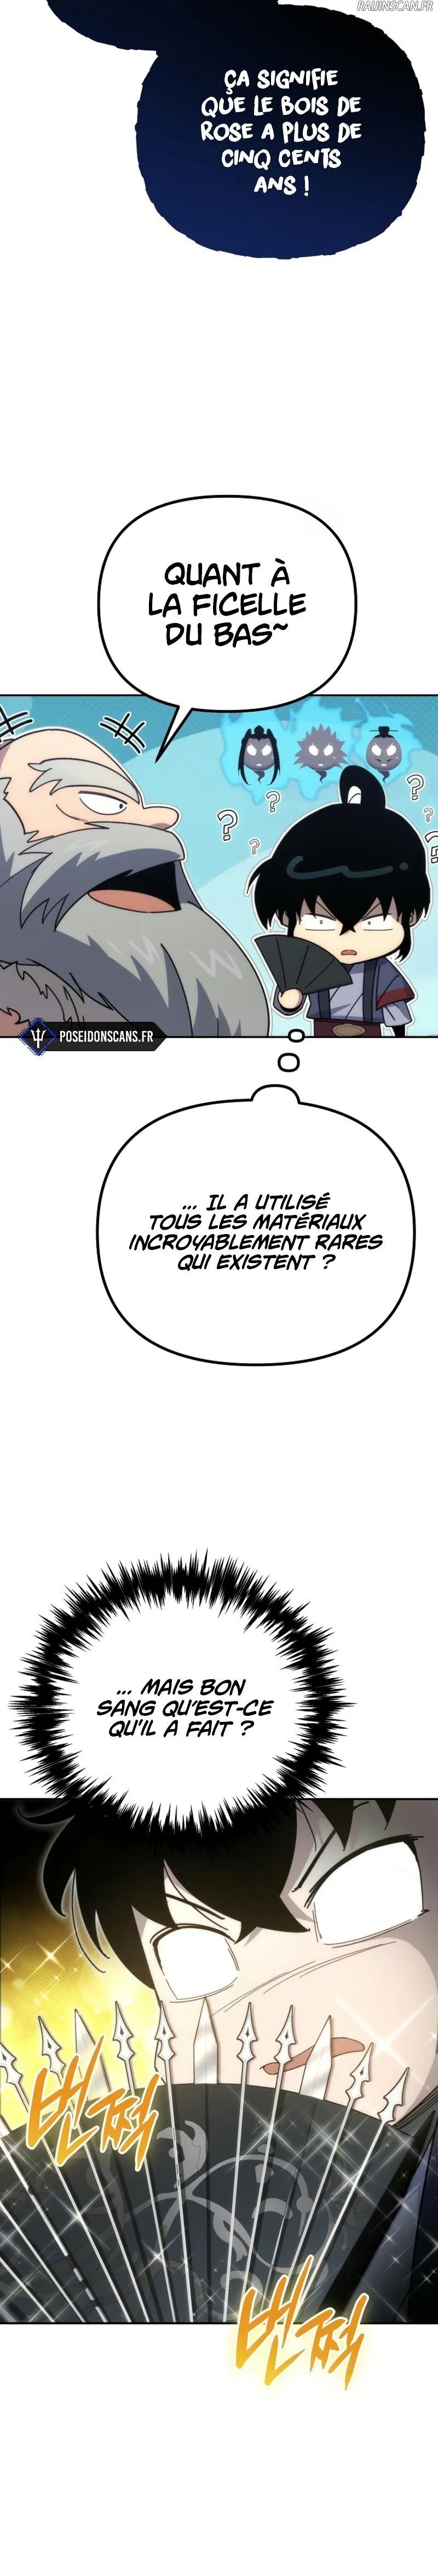 RAIJINSCAN.FR
ÇA SIGNIFIE
QUE LE BOIS DE
ROSE A PLUS DE
CINQ CENTS
ANS !
QUANT À
LA FICELLE
DU BAS~
?
?
?
?
?
?
POSEIDONSCANS.FR
... IL A UTILISÉ
TOUS LES MATÉRIAUX
INCROYABLEMENT RARES
QUI EXISTENT ?
... MAIS BON
SANG QU'EST-CE
QU'IL A FAIT ?
번쩍
번쩍